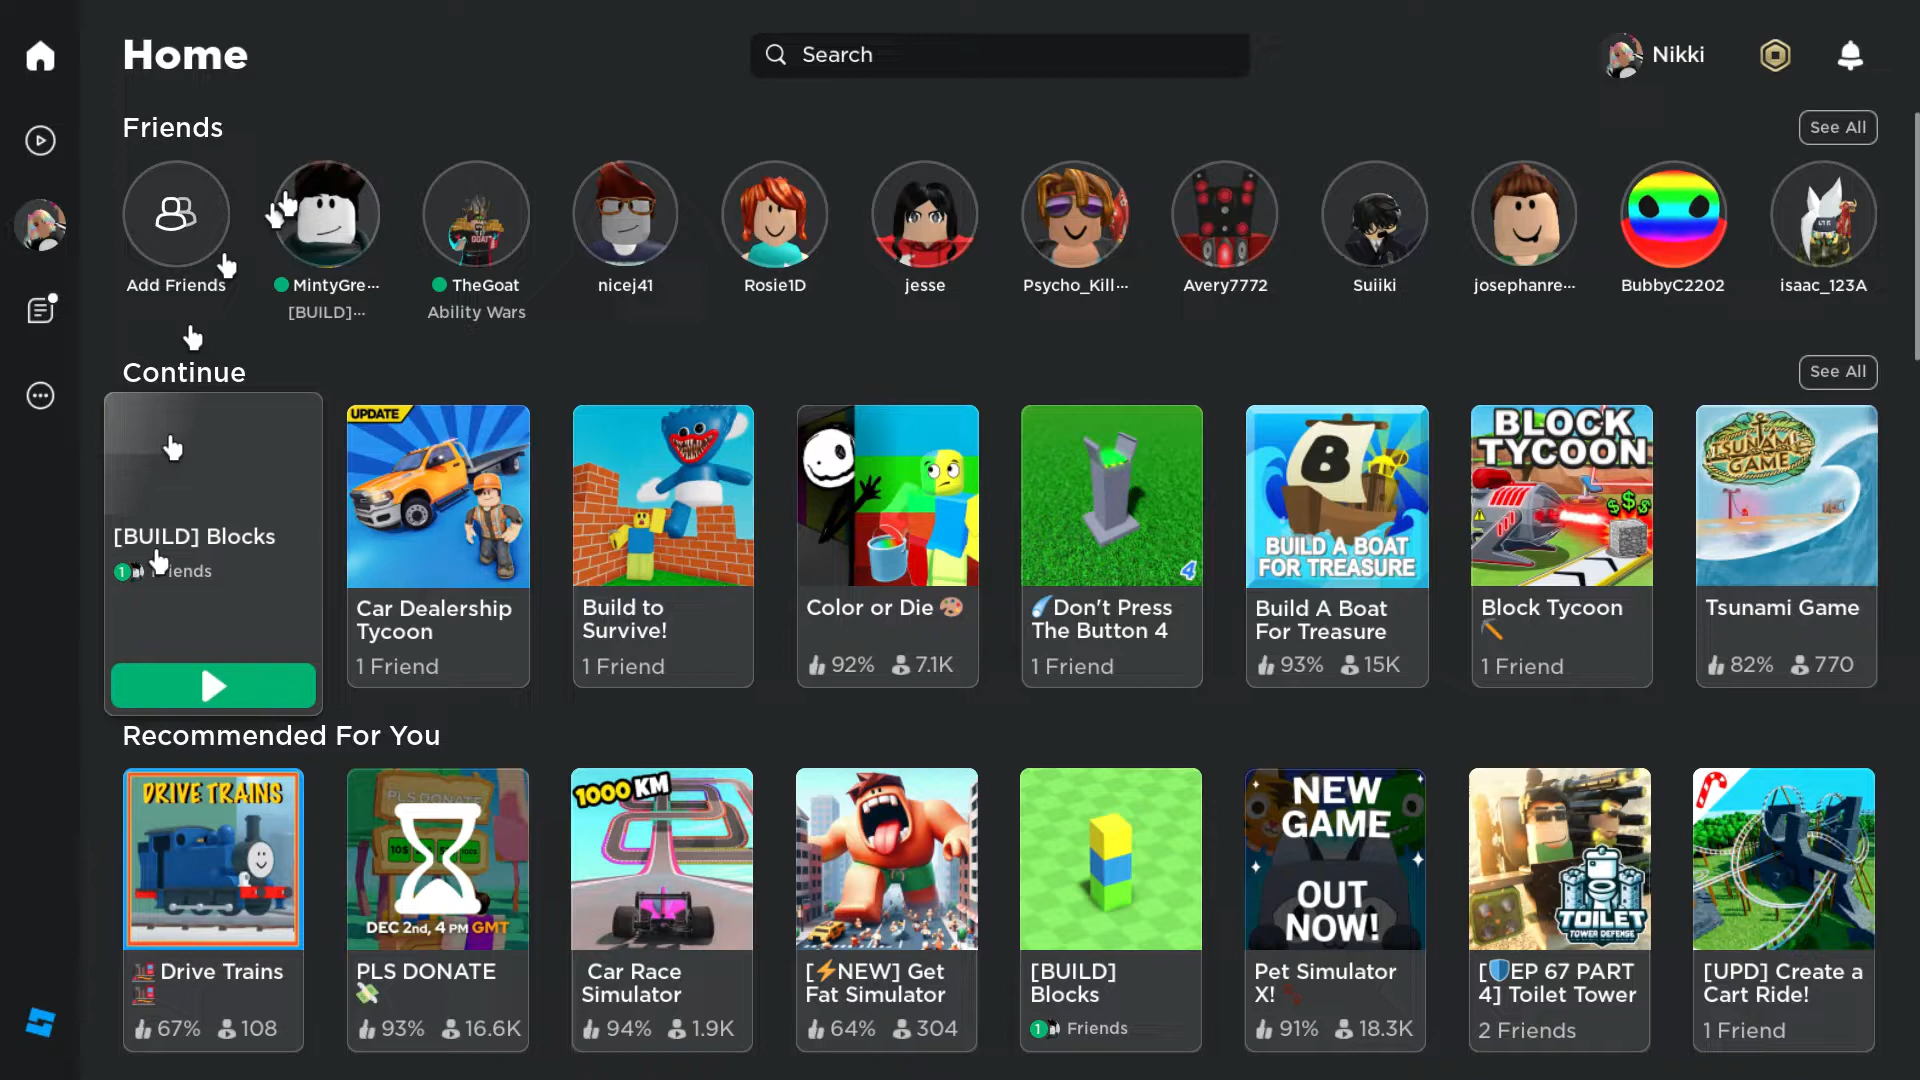 Home
Search
Nikki
Friends
See All
Add Friends
MintyGre...
[BUILD]...
TheGoat
Ability Wars
nicej41
Rosie1D
jesse
Psycho_Kill...
Avery7772
Suiiki
josephanre...
BubbyC2202
isaac_123A
Continue
See All
[BUILD] Blocks
1
UPDATE
Car Dealership
Tycoon
1 Friend
Build to
Survive!
1 Friend
Color or Die 🎨
92% 7.1K
4
Don't Press
The Button 4
1 Friend
B
BUILD A BOAT
FOR TREASURE
Build A Boat
For Treasure
93% 15K
BLOCK
TYCOON
Block Tycoon
⛏️
1 Friend
TSUNAMI
GAME
Tsunami Game
82% 770
Recommended For You
DRIVE TRAINS
🚂 Drive Trains
🚂
67% 108
PLS DONATE
DEC 2nd, 4 PM GMT
PLS DONATE
💸
93% 16.6K
1000 KM
Car Race
Simulator
94% 1.9K
[⚡NEW] Get
Fat Simulator
64% 304
[BUILD]
Blocks
1 Friends
NEW
GAME
OUT
NOW!
Pet Simulator
X! 🦴
91% 18.3K
TOILET
TOWER DEFENSE
[🛡️EP 67 PART
4] Toilet Tower
2 Friends
[UPD] Create a
Cart Ride!
1 Friend